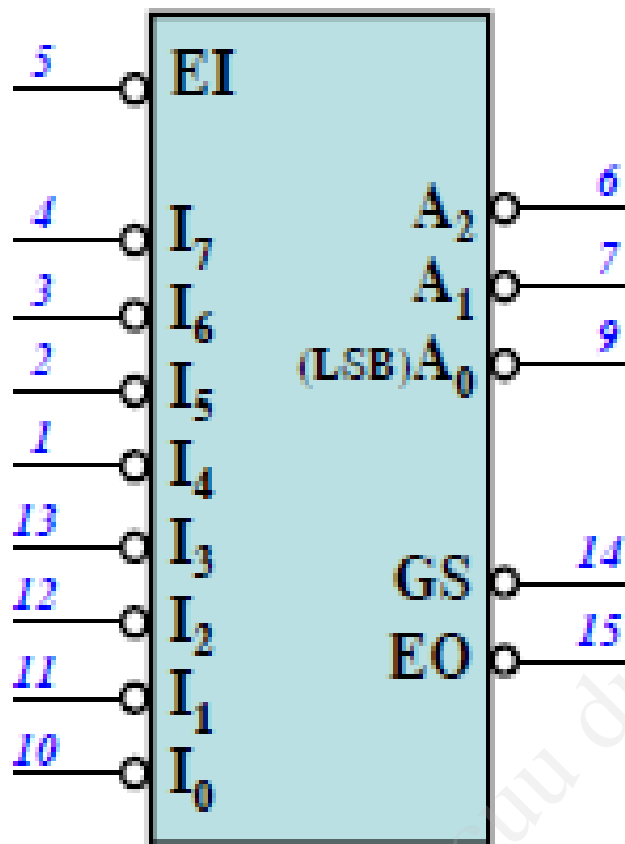 5 EI
A₂ 6
4 I₇
A₁ 7
3 I₆
(LSB)A₀ 9
2 I₅
1 I₄
13 I₃
GS 14
12 I₂
EO 15
11 I₁
10 I₀